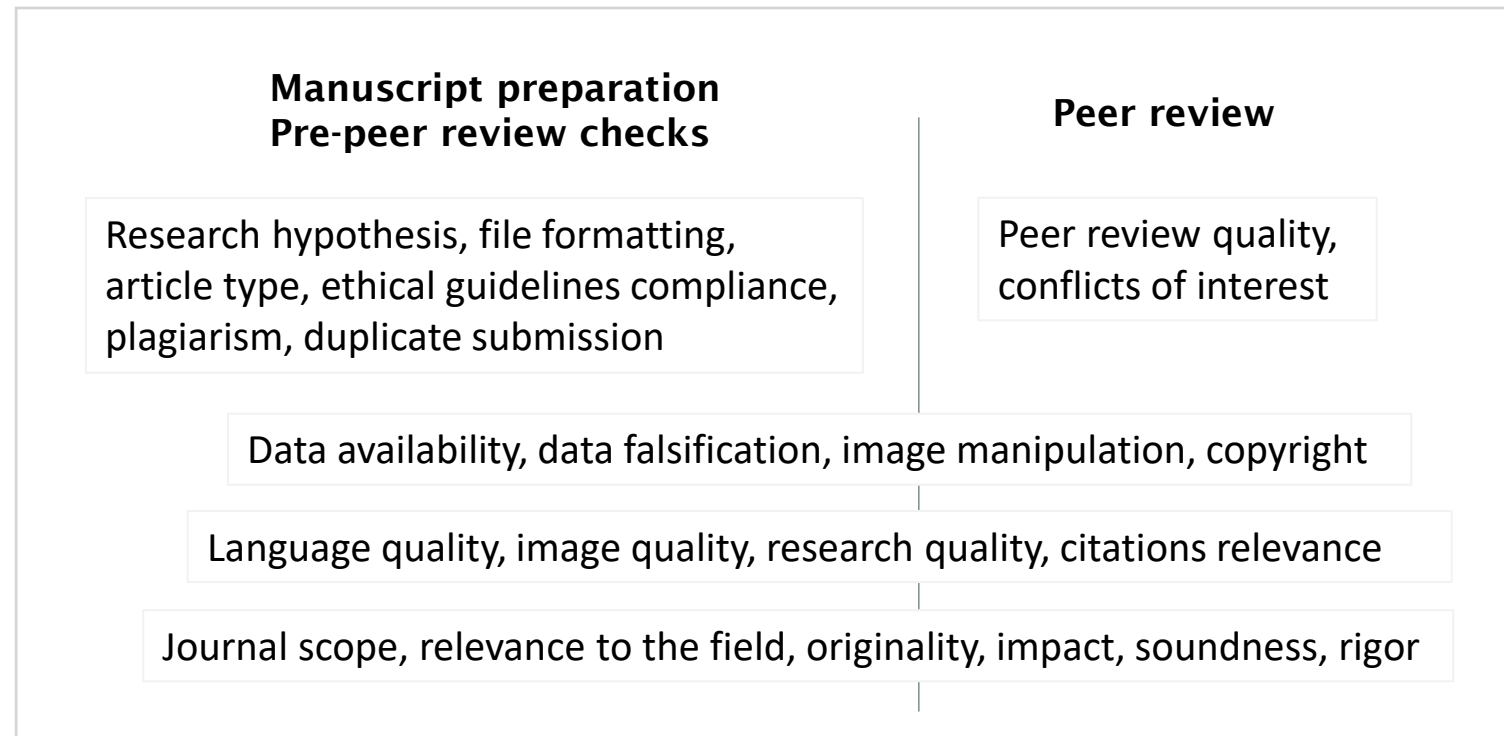 Manuscript preparation
Pre-peer review checks
Peer review
Research hypothesis, file formatting,
article type, ethical guidelines compliance,
plagiarism, duplicate submission
Peer review quality,
conflicts of interest
Data availability, data falsification, image manipulation, copyright
Language quality, image quality, research quality, citations relevance
Journal scope, relevance to the field, originality, impact, soundness, rigor